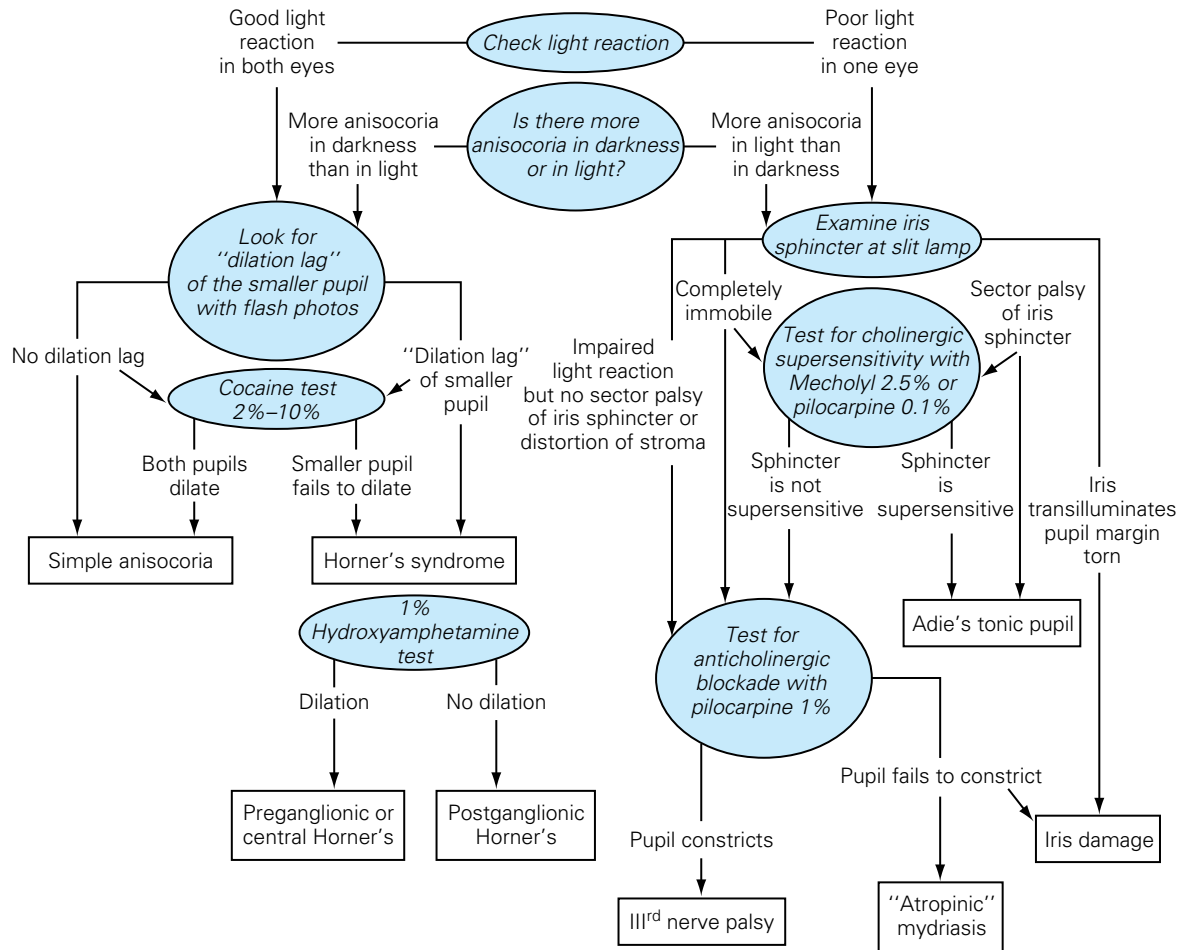 Good light
reaction
in both eyes
Check light reaction
Poor light
reaction
in one eye
More anisocoria
in darkness
than in light
Is there more
anisocoria in darkness
or in light?
More anisocoria
in light than
in darkness
Look for
"dilation lag"
of the smaller pupil
with flash photos
Examine iris
sphincter at slit lamp
No dilation lag
"Dilation lag"
of smaller
pupil
Cocaine test
2%–10%
Both pupils
dilate
Smaller pupil
fails to dilate
Simple anisocoria
Horner's syndrome
1%
Hydroxyamphetamine
test
Dilation
No dilation
Preganglionic or
central Horner's
Postganglionic
Horner's
Completely
immobile
Sector palsy
of iris
sphincter
Impaired
light reaction
but no sector palsy
of iris sphincter or
distortion of stroma
Test for cholinergic
supersensitivity with
Mecholyl 2.5% or
pilocarpine 0.1%
Sphincter
is not
supersensitive
Sphincter
is
supersensitive
Iris
transilluminates
pupil margin
torn
Adie's tonic pupil
Test for
anticholinergic
blockade with
pilocarpine 1%
Pupil constricts
Pupil fails to constrict
Iris damage
IIIrd nerve palsy
"Atropinic"
mydriasis